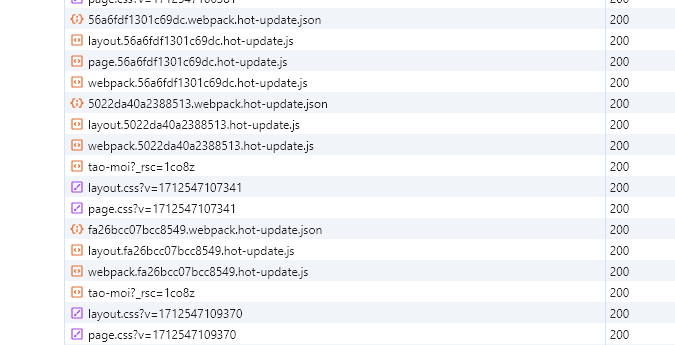 page.css?v=1712547106381 200
56a6fdf1301c69dc.webpack.hot-update.json 200
layout.56a6fdf1301c69dc.hot-update.js 200
page.56a6fdf1301c69dc.hot-update.js 200
webpack.56a6fdf1301c69dc.hot-update.js 200
5022da40a2388513.webpack.hot-update.json 200
layout.5022da40a2388513.hot-update.js 200
webpack.5022da40a2388513.hot-update.js 200
tao-moi?_rsc=1co8z 200
layout.css?v=1712547107341 200
page.css?v=1712547107341 200
fa26bcc07bcc8549.webpack.hot-update.json 200
layout.fa26bcc07bcc8549.hot-update.js 200
webpack.fa26bcc07bcc8549.hot-update.js 200
tao-moi?_rsc=1co8z 200
layout.css?v=1712547109370 200
page.css?v=1712547109370 200